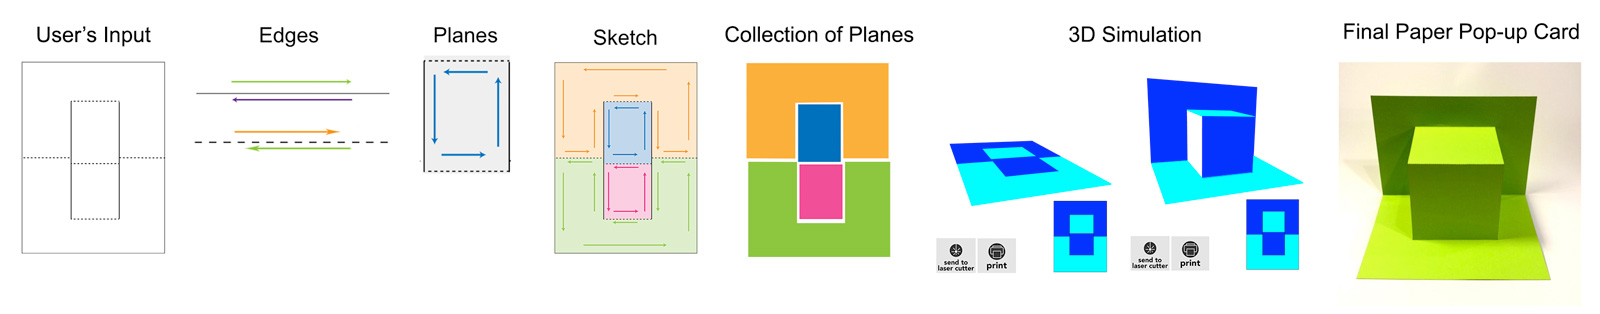 User's Input
Edges
Planes
Sketch
Collection of Planes
3D Simulation
Final Paper Pop-up Card
send to
laser cutter
print
send to
laser cutter
print